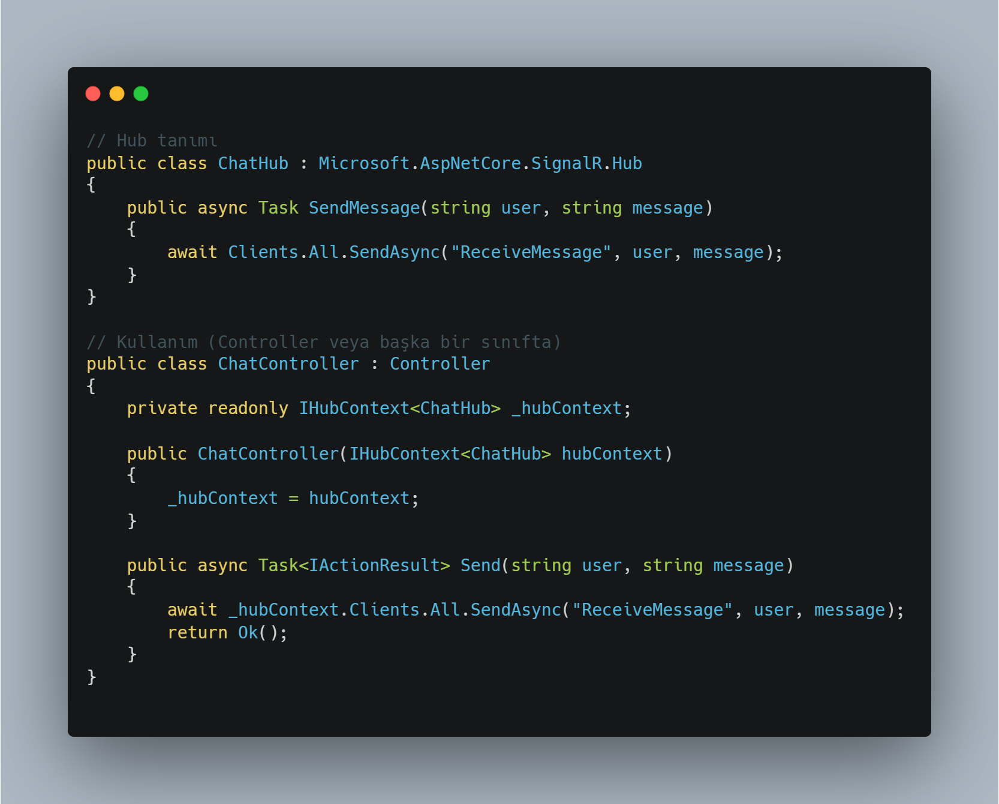 // Hub tanımı
public class ChatHub : Microsoft.AspNetCore.SignalR.Hub
{
    public async Task SendMessage(string user, string message)
    {
        await Clients.All.SendAsync("ReceiveMessage", user, message);
    }
}

// Kullanım (Controller veya başka bir sınıfta)
public class ChatController : Controller
{
    private readonly IHubContext<ChatHub> _hubContext;

    public ChatController(IHubContext<ChatHub> hubContext)
    {
        _hubContext = hubContext;
    }

    public async Task<IActionResult> Send(string user, string message)
    {
        await _hubContext.Clients.All.SendAsync("ReceiveMessage", user, message);
        return Ok();
    }
}